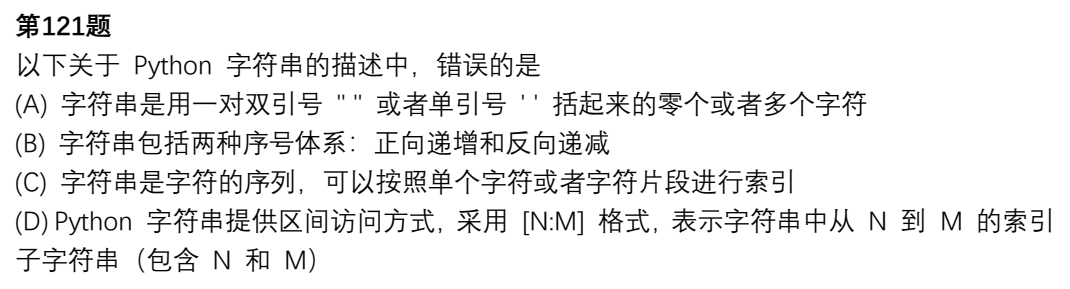 第121题
以下关于 Python 字符串的描述中，错误的是
(A) 字符串是用一对双引号 " " 或者单引号 ' ' 括起来的零个或者多个字符
(B) 字符串包括两种序号体系：正向递增和反向递减
(C) 字符串是字符的序列，可以按照单个字符或者字符片段进行索引
(D) Python 字符串提供区间访问方式, 采用 [N:M] 格式, 表示字符串中从 N 到 M 的索引
子字符串（包含 N 和 M）